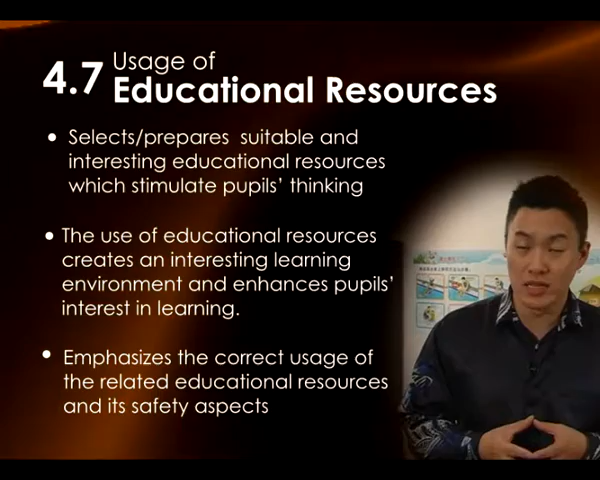 4.7 Usage of
Educational Resources
• Selects/prepares suitable and
interesting educational resources
which stimulate pupils' thinking
• The use of educational resources
creates an interesting learning
environment and enhances pupils'
interest in learning.
• Emphasizes the correct usage of
the related educational resources
and its safety aspects